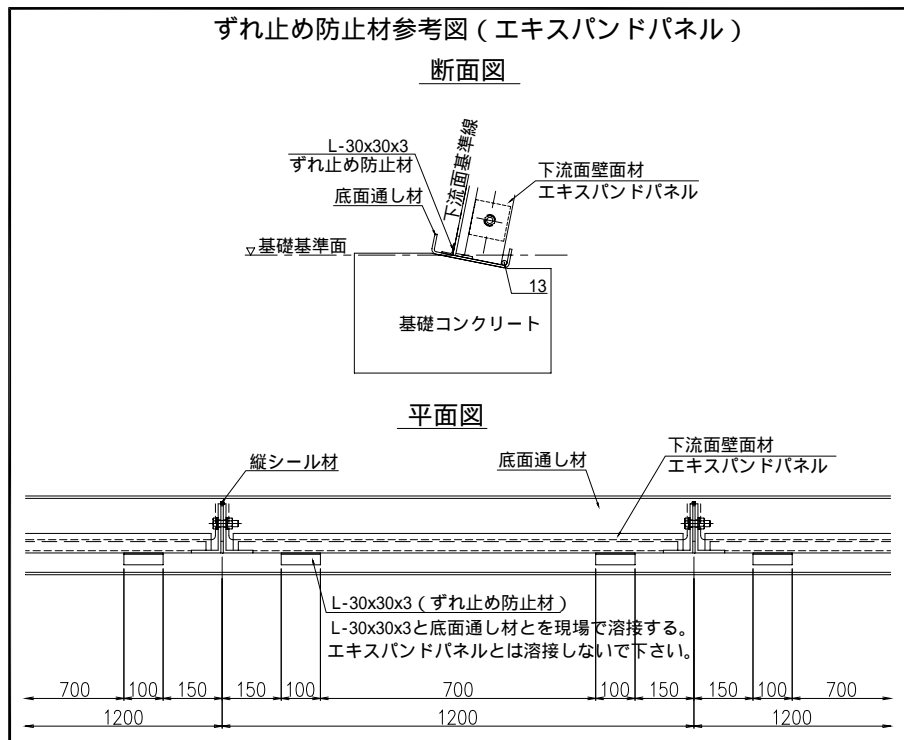 ずれ止め防止材参考図（エキスパンドパネル）
断面図
L-30x30x3
ずれ止め防止材
底面通し材
下流面基準線
下流面壁面材
エキスパンドパネル
▽基礎基準面
13
基礎コンクリート
平面図
縦シール材
底面通し材
下流面壁面材
エキスパンドパネル
L-30x30x3（ずれ止め防止材）
L-30x30x3と底面通し材とを現場で溶接する。
エキスパンドパネルとは溶接しないで下さい。
700 100 150 150 100 700 100 150 150 100 700
1200 1200 1200